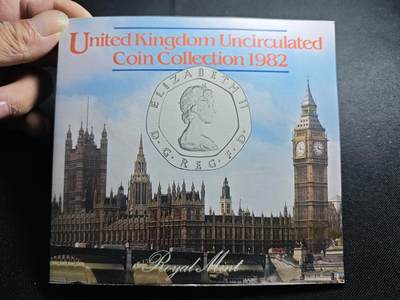 United Kingdom Uncirculated
Coin Collection 1982
ELIZABETH II
D.G.REG.F.D.
Royal Mint